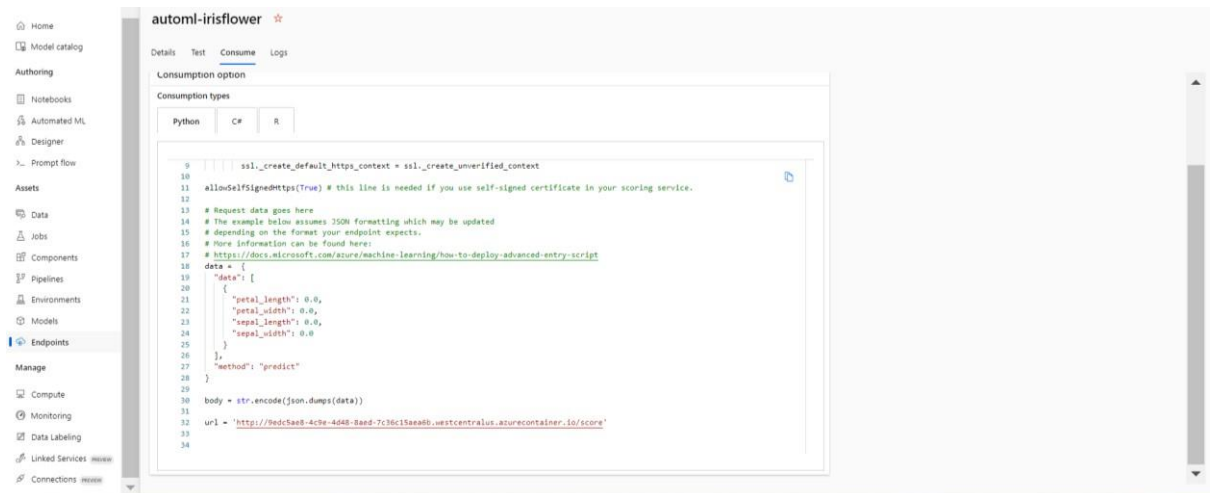 Home
Model catalog
Authoring
Notebooks
Automated ML
Designer
Prompt flow
Assets
Data
Jobs
Components
Pipelines
Environments
Models
Endpoints
Manage
Compute
Monitoring
Data Labeling
Linked Services PREVIEW
Connections PREVIEW
automl-irisflower
Details Test Consume Logs
Consumption option
Consumption types
Python C# R
9 ssl._create_default_https_context = ssl._create_unverified_context
10
11 allowSelfSignedHttps(True) # this line is needed if you use self-signed certificate in your scoring service.
12
13 # Request data goes here
14 # The example below assumes JSON formatting which may be updated
15 # depending on the format your endpoint expects.
16 # More information can be found here:
17 # https://docs.microsoft.com/azure/machine-learning/how-to-deploy-advanced-entry-script
18 data = {
19 "data": [
20 {
21 "petal_length": 0.0,
22 "petal_width": 0.0,
23 "sepal_length": 0.0,
24 "sepal_width": 0.0
25 }
26 ],
27 "method": "predict"
28 }
29
30 body = str.encode(json.dumps(data))
31
32 url = 'http://9edc5ae8-4c9e-4d48-8aed-7c36c15aea6b.westcentralus.azurecontainer.io/score'
33
34